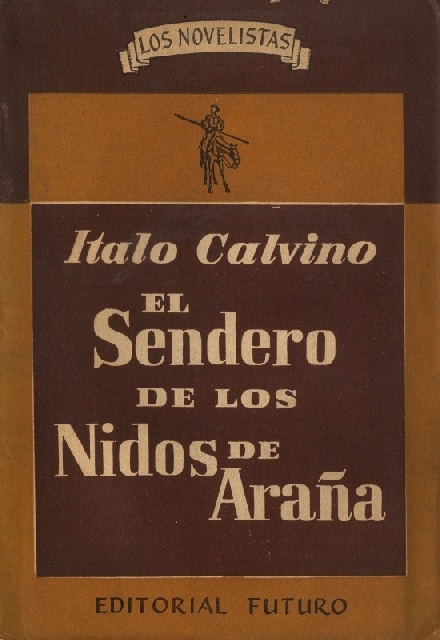 LOS NOVELISTAS
Italo Calvino
EL
Sendero
DE LOS
Nidos DE
Araña
EDITORIAL FUTURO